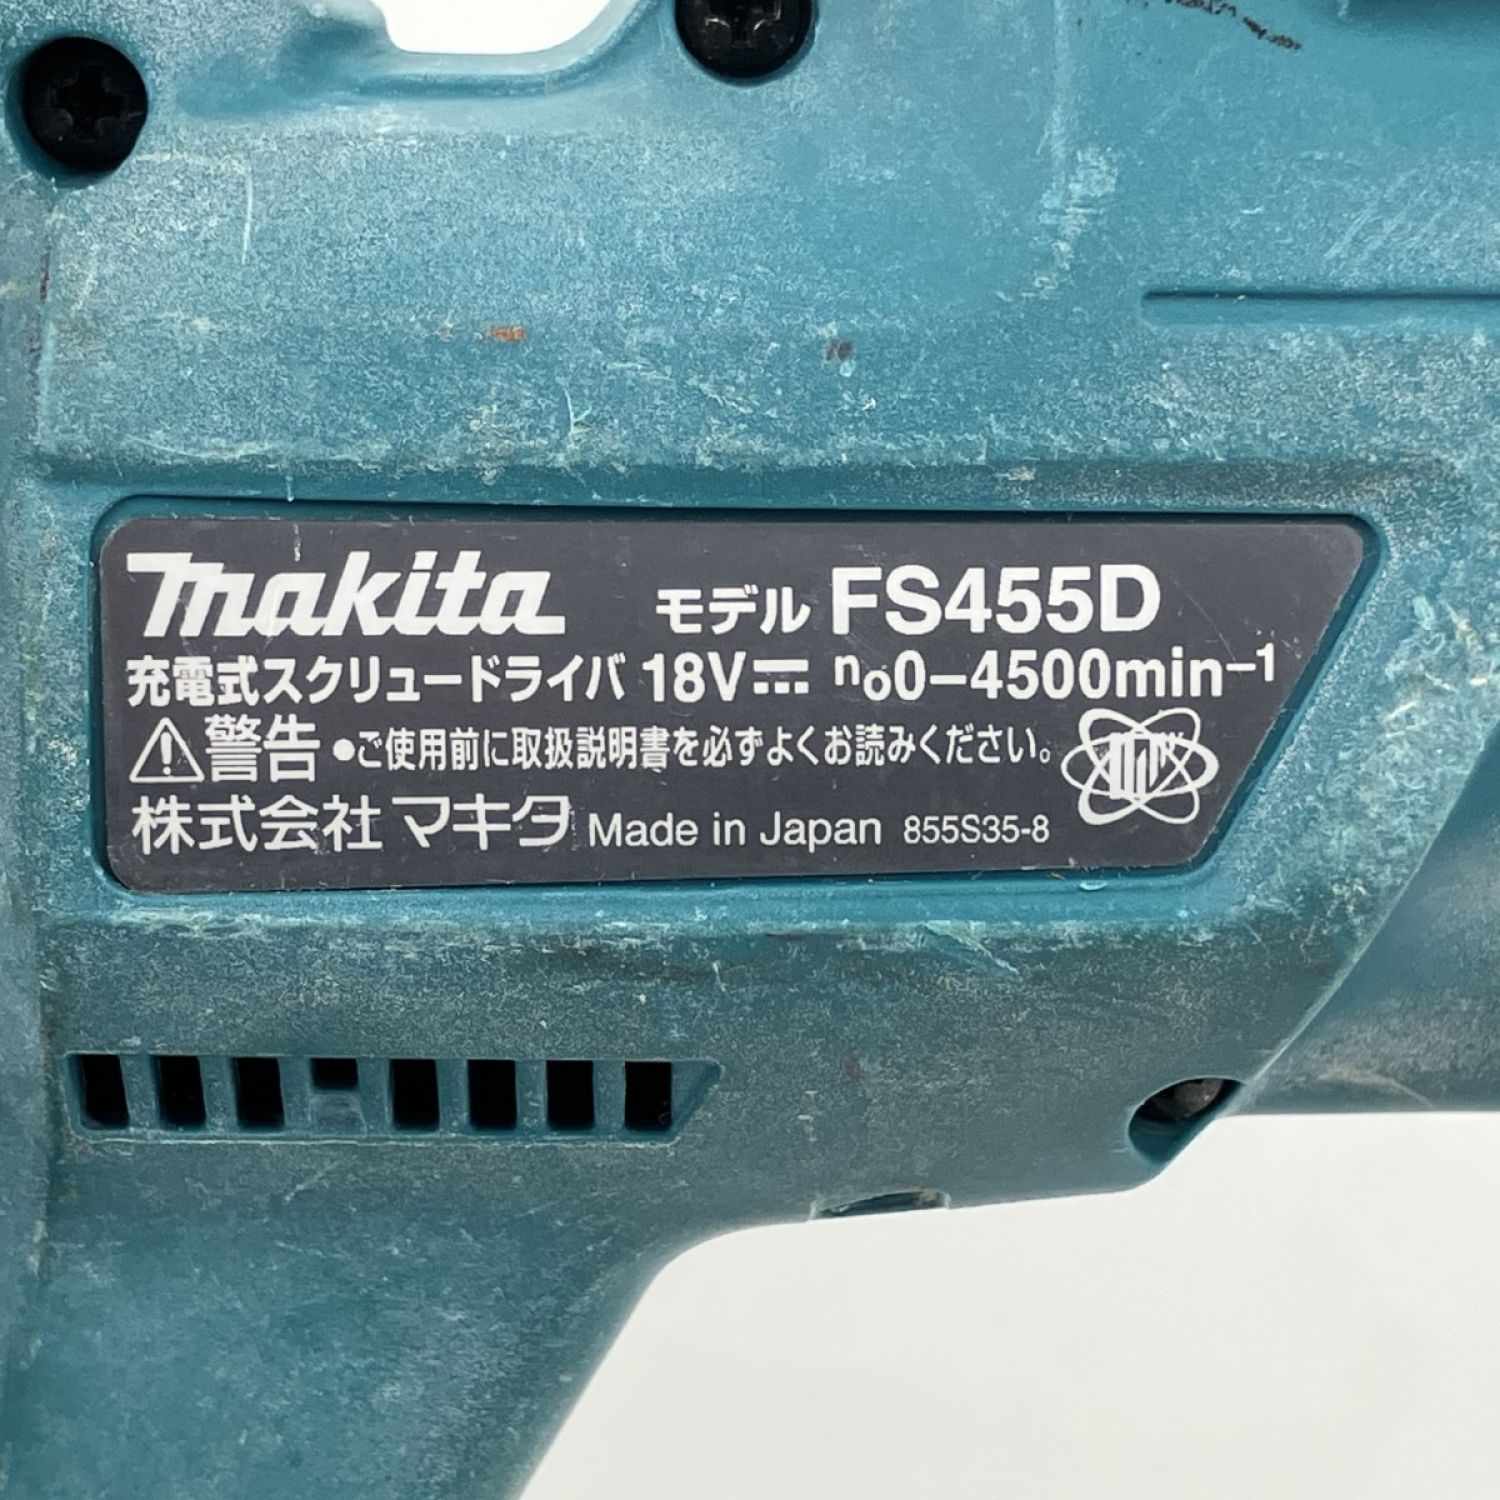 makita モデル FS455D
充電式スクリュードライバ 18V⎓ n₀0-4500min⁻¹
⚠警告 ●ご使用前に取扱説明書を必ずよくお読みください。
株式会社 マキタ Made in Japan 855S35-8